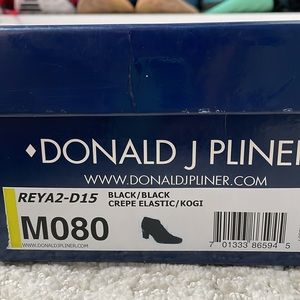 ♦DONALD J PLINER
WWW.DONALDJPLINER.COM
REYA2-D15 BLACK/BLACK
CREPE ELASTIC/KOGI
M080
WWW.DONALDJPLINER.COM
7 01333 86594 5